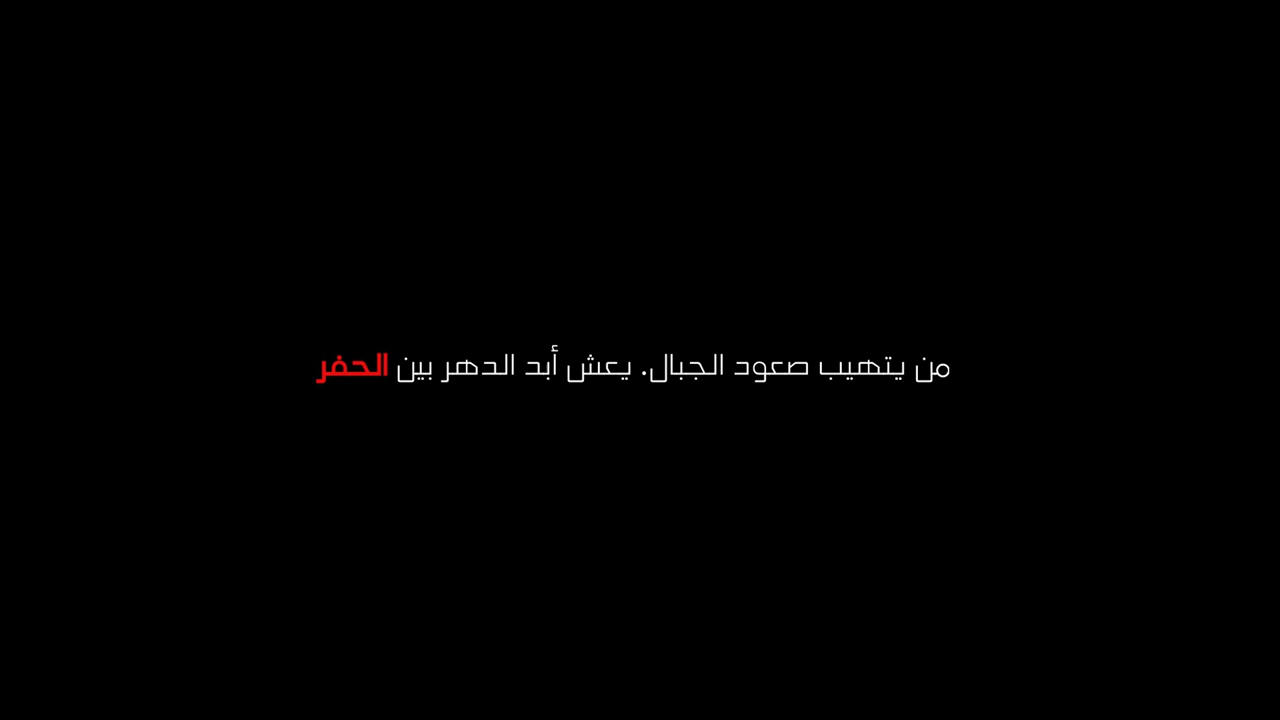 من يتهيب صعود الجبال. يعش أبد الدهر بين الحفر